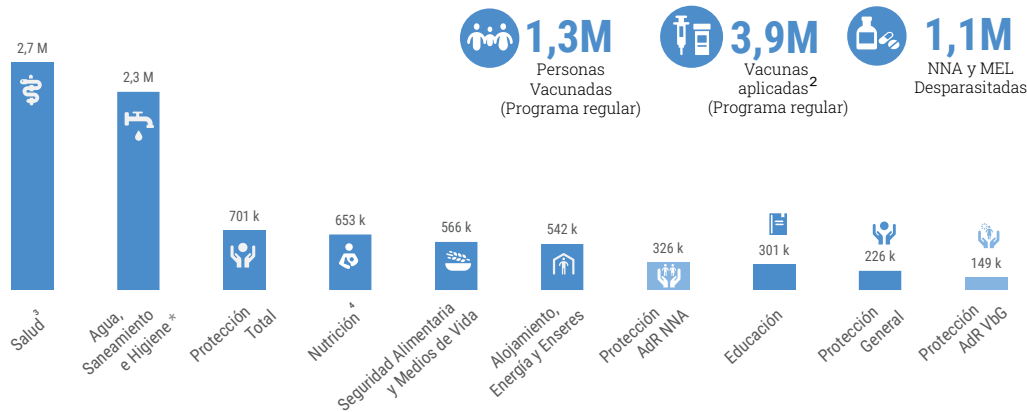 1,3M
Personas
Vacunadas
(Programa regular)
3,9M
Vacunas
aplicadas²
(Programa regular)
1,1M
NNA y MEL
Desparasitadas
2,7 M
2,3 M
701 k
653 k
566 k
542 k
326 k
301 k
226 k
149 k
Salud³
Agua,
Saneamiento
e Higiene*
Protección
Total
Nutrición⁴
Seguridad Alimentaria
y Medios de Vida
Alojamiento,
Energía y Enseres
Protección
AdR NNA
Educación
Protección
General
Protección
AdR VbG